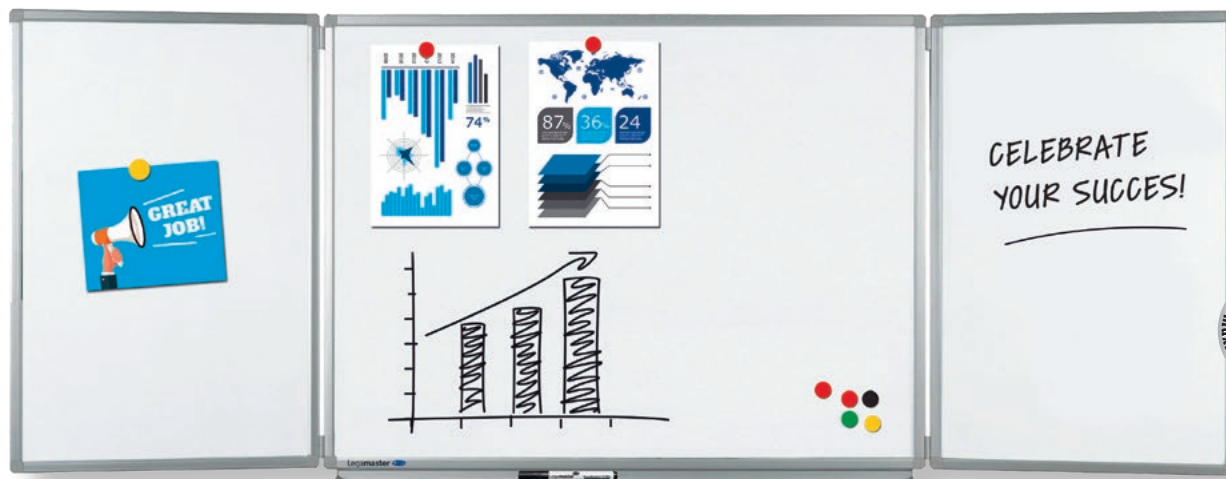 GREAT
JOB!
74%
87%
36%
24
CELEBRATE
YOUR SUCCES!
Legamaster